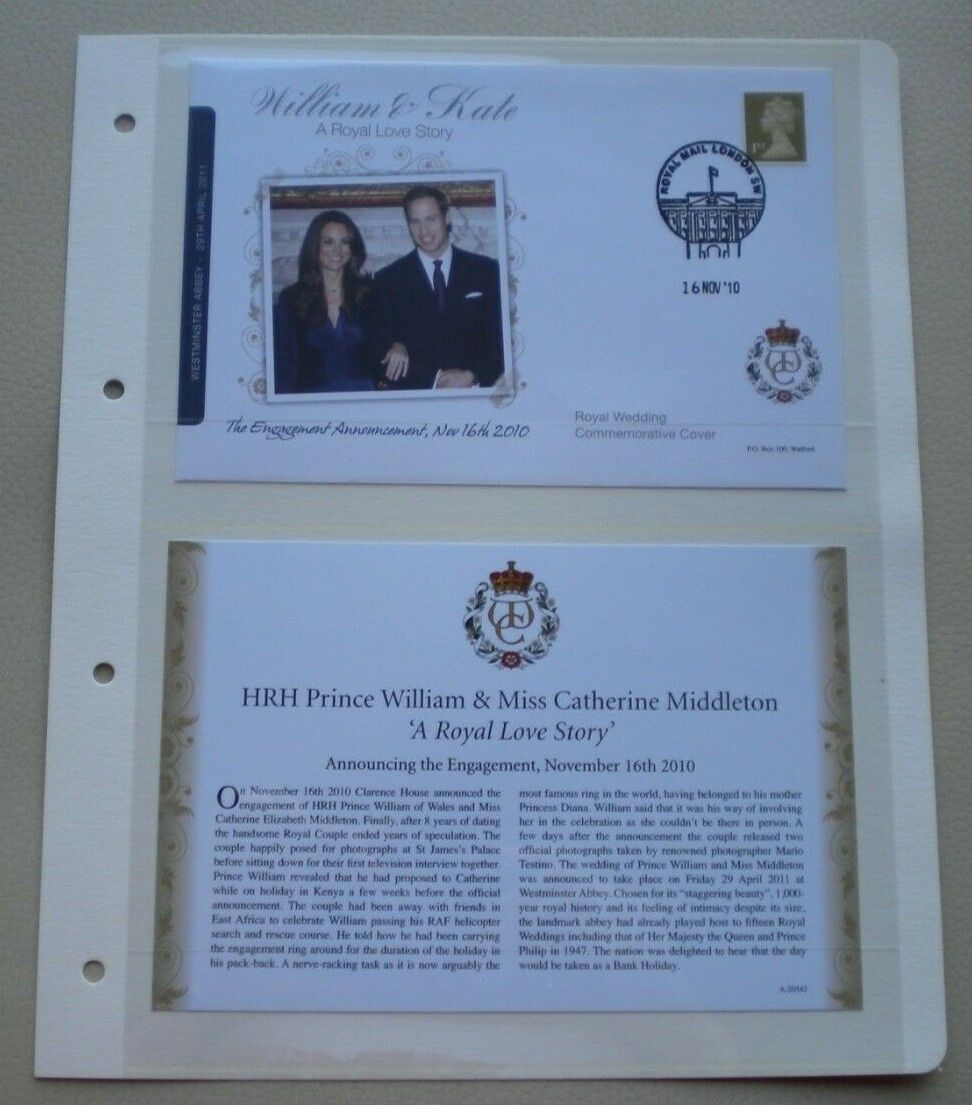 William & Kate
A Royal Love Story
WESTMINSTER ABBEY - 29TH APRIL 2011
1st
ROYAL MAIL LONDON SW
16 NOV '10
The Engagement Announcement, Nov 16th 2010
Royal Wedding
Commemorative Cover
P.O. Box 100, Watford
HRH Prince William & Miss Catherine Middleton
‘A Royal Love Story’
Announcing the Engagement, November 16th 2010
On November 16th 2010 Clarence House announced the
engagement of HRH Prince William of Wales and Miss
Catherine Elizabeth Middleton. Finally, after 8 years of dating
the handsome Royal Couple ended years of speculation. The
couple happily posed for photographs at St James's Palace
before sitting down for their first television interview together.
Prince William revealed that he had proposed to Catherine
while on holiday in Kenya a few weeks before the official
announcement. The couple had been away with friends in
East Africa to celebrate William passing his RAF helicopter
search and rescue course. He told how he had been carrying
the engagement ring around for the duration of the holiday in
his pack-back. A nerve-racking task as it is now arguably the
most famous ring in the world, having belonged to his mother
Princess Diana. William said that it was his way of involving
her in the celebration as she couldn't be there in person. A
few days after the announcement the couple released two
official photographs taken by renowned photographer Mario
Testino. The wedding of Prince William and Miss Middleton
was announced to take place on Friday 29 April 2011 at
Westminster Abbey. Chosen for its "staggering beauty", 1,000-
year royal history and its feeling of intimacy despite its size,
the landmark abbey had already played host to fifteen Royal
Weddings including that of Her Majesty the Queen and Prince
Philip in 1947. The nation was delighted to hear that the day
would be taken as a Bank Holiday.